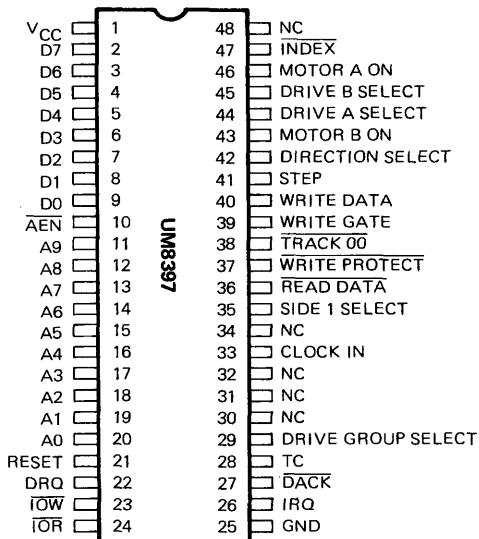 VCC 1 48 NC
D7 2 47 INDEX
D6 3 46 MOTOR A ON
D5 4 45 DRIVE B SELECT
D4 5 44 DRIVE A SELECT
D3 6 43 MOTOR B ON
D2 7 42 DIRECTION SELECT
D1 8 41 STEP
D0 9 40 WRITE DATA
AEN 10 39 WRITE GATE
A9 11 38 TRACK 00
A8 12 37 WRITE PROTECT
A7 13 36 READ DATA
A6 14 35 SIDE 1 SELECT
A5 15 34 NC
A4 16 33 CLOCK IN
A3 17 32 NC
A2 18 31 NC
A1 19 30 NC
A0 20 29 DRIVE GROUP SELECT
RESET 21 28 TC
DRQ 22 27 DACK
IOW 23 26 IRQ
IOR 24 25 GND
UM8397